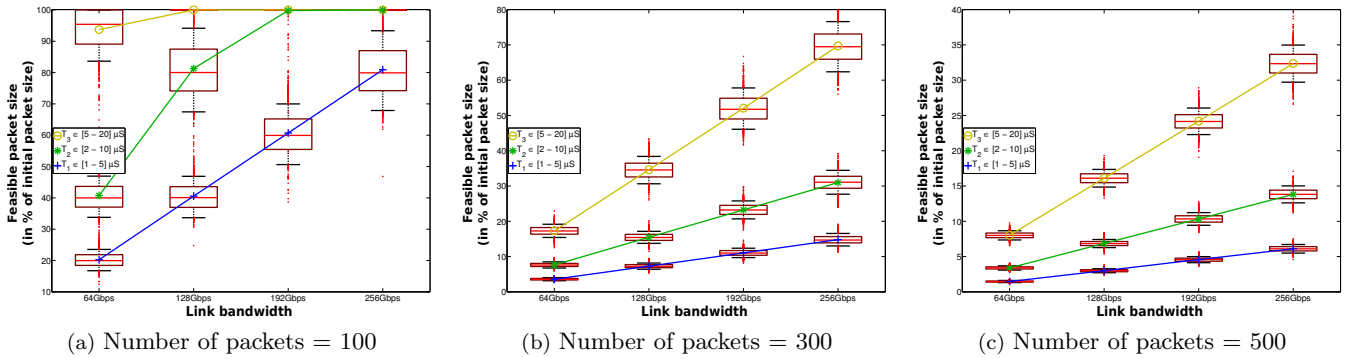 Feasible packet size
(in % of initial packet size)
100
90
80
70
60
50
40
30
20
10
T3 ∈ [5 − 20] µS
T2 ∈ [2 − 10] µS
T1 ∈ [1 − 5] µS
64Gbps 128Gbps 192Gbps 256Gbps
Link bandwidth
(a) Number of packets = 100
Feasible packet size
(in % of initial packet size)
80
70
60
50
40
30
20
10
0
T3 ∈ [5 − 20] µS
T2 ∈ [2 − 10] µS
T1 ∈ [1 − 5] µS
64Gbps 128Gbps 192Gbps 256Gbps
Link bandwidth
(b) Number of packets = 300
Feasible packet size
(in % of initial packet size)
40
35
30
25
20
15
10
5
0
T3 ∈ [5 − 20] µS
T2 ∈ [2 − 10] µS
T1 ∈ [1 − 5] µS
64Gbps 128Gbps 192Gbps 256Gbps
Link bandwidth
(c) Number of packets = 500